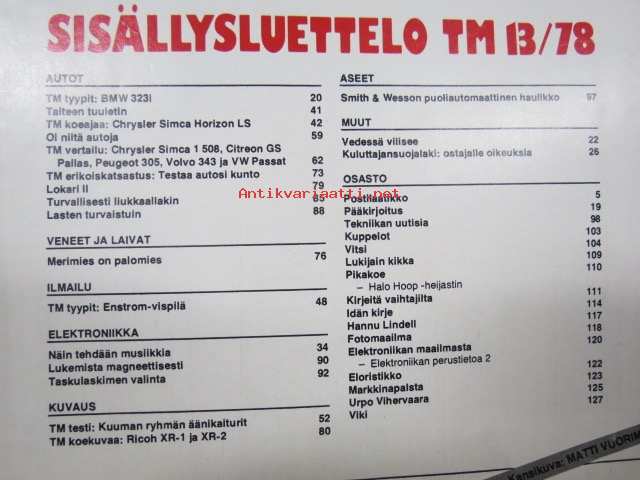 SISÄLLYSLUETTELO TM 13/78
AUTOT
TM tyypit: BMW 323i 20
Taiteen tuuletin 41
TM koeajaa: Chrysler Simca Horizon LS 42
Oi niitä autoja 59
TM vertailu: Chrysler Simca 1 508, Citreon GS
Pallas, Peugeot 305, Volvo 343 ja VW Passat 62
TM erikoiskatsastus: Testaa autosi kunto 73
Lokari II 79
Turvallisesti liukkaallakin 85
Lasten turvaistuin 88
VENEET JA LAIVAT
Merimies on palomies 76
ILMAILU
TM tyypit: Enstrom-vispilä 48
ELEKTRONIIKKA
Näin tehdään musiikkia 34
Lukemista magneettisesti 90
Taskulaskimen valinta 92
KUVAUS
TM testi: Kuuman ryhmän äänikaiturit 52
TM koekuvaa: Ricoh XR-1 ja XR-2 80
ASEET
Smith & Wesson puoliautomaattinen haulikko 97
MUUT
Vedessä vilisee 22
Kuluttajansuojalaki: ostajalle oikeuksia 26
OSASTO
Postilaatikko 5
Pääkirjoitus 19
Tekniikan uutisia 98
Kuppelot 103
Vitsi 104
Lukijain kikka 109
Pikakoe 110
– Halo Hoop -heijastin
Kirjeitä vaihtajilta 111
Idän kirje 114
Hannu Lindell 117
Fotomaailma 118
Elektroniikan maailmasta 120
– Elektroniikan perustietoa 2
Eloristikko 122
Markkinapalsta 123
Urpo Vihervaara 125
Viki 127
Antikvariaatti.net
Kansikuva: MATTI VUORIM